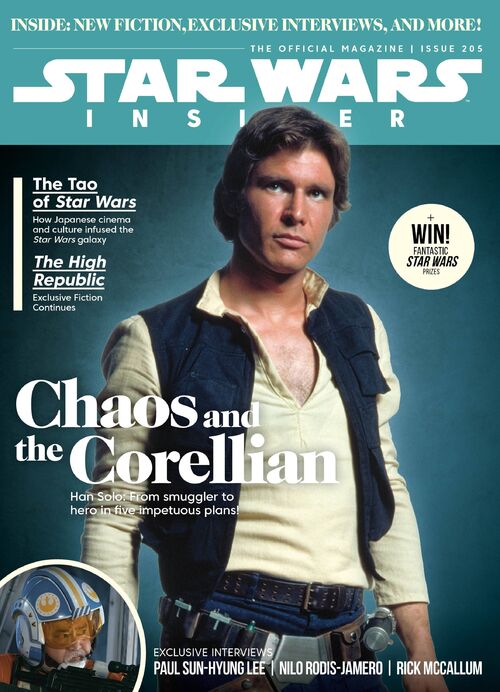 INSIDE: NEW FICTION, EXCLUSIVE INTERVIEWS, AND MORE!
THE OFFICIAL MAGAZINE | ISSUE 205
STAR WARS™
INSIDER
The Tao
of Star Wars
How Japanese cinema
and culture infused the
Star Wars galaxy
The High
Republic
Exclusive Fiction
Continues
+
WIN!
FANTASTIC
STAR WARS
PRIZES
Chaos and
the Corellian
Han Solo: From smuggler to
hero in five impetuous plans!
EXCLUSIVE INTERVIEWS
PAUL SUN-HYUNG LEE | NILO RODIS-JAMERO | RICK MCCALLUM